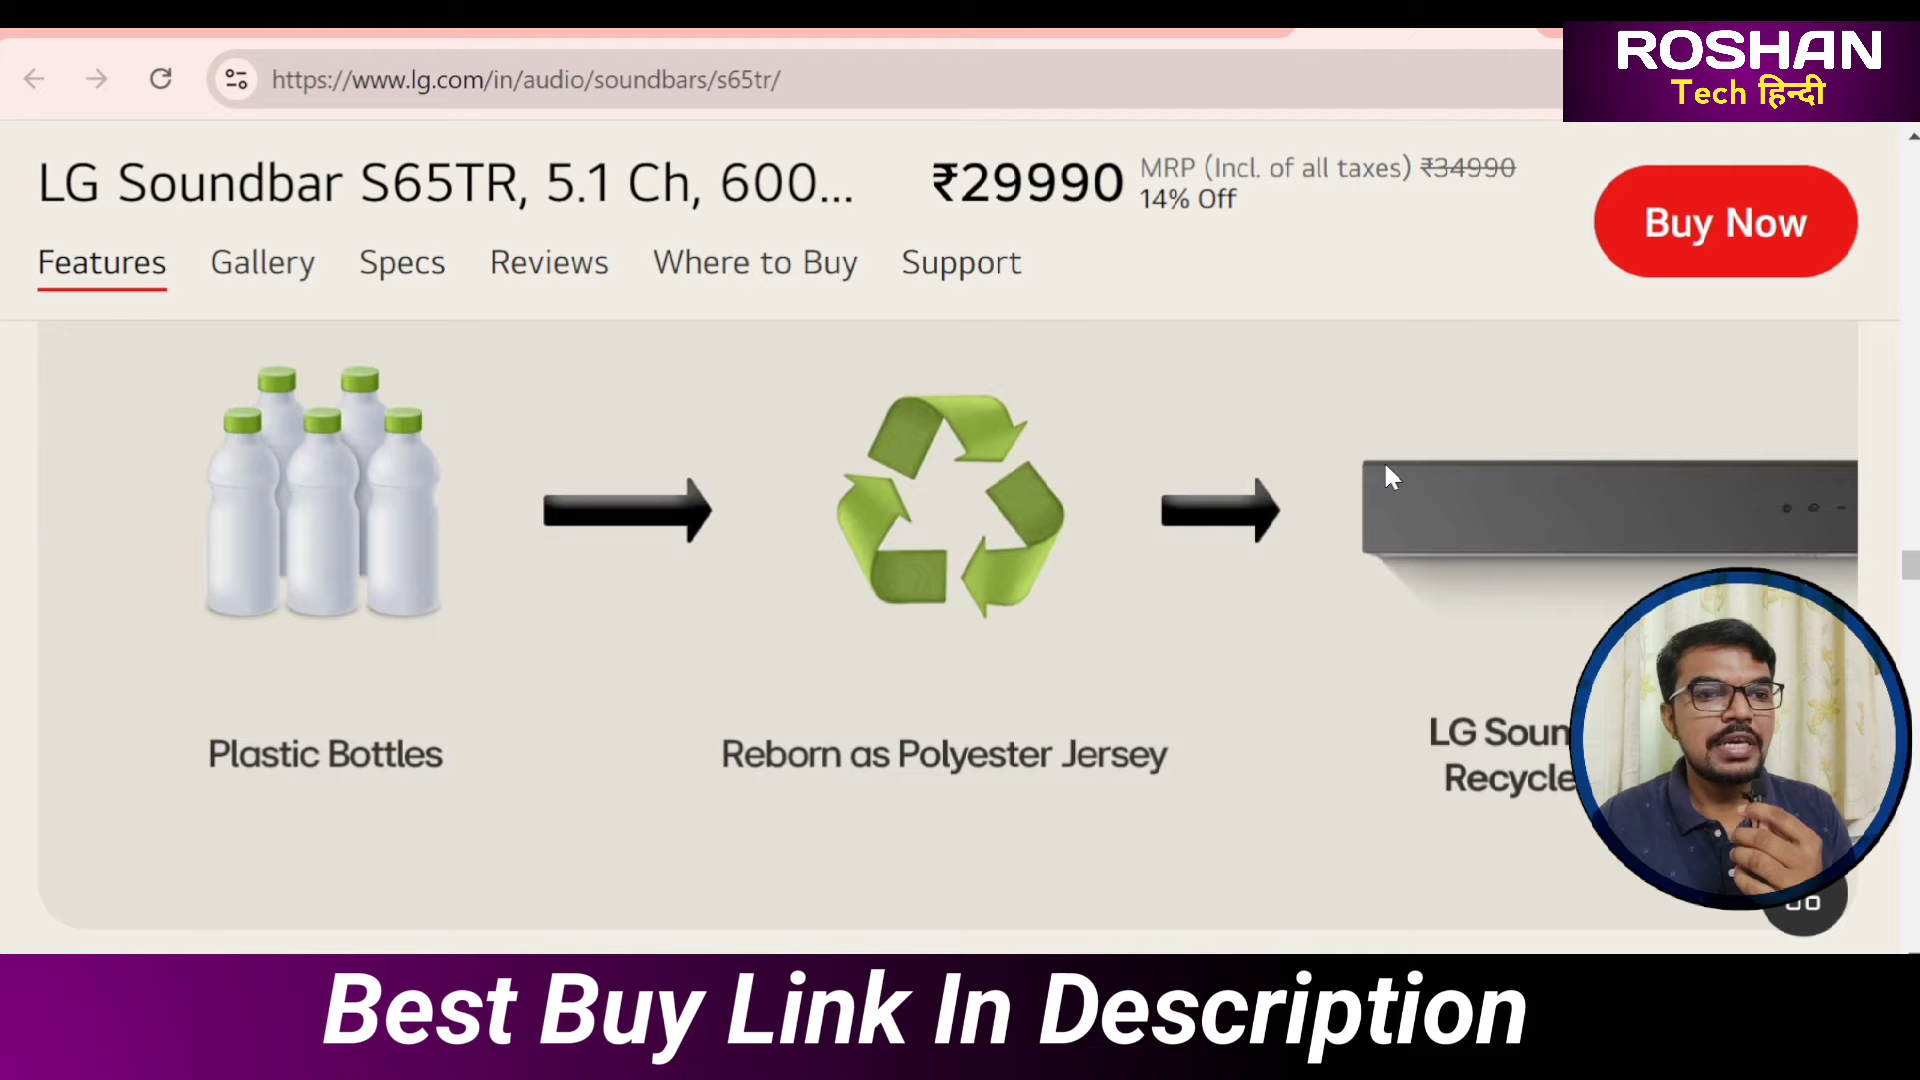 ROSHAN
Tech हिन्दी
https://www.lg.com/in/audio/soundbars/s65tr/
LG Soundbar S65TR, 5.1 Ch, 600...
₹29990
MRP (Incl. of all taxes) ₹34990
14% Off
Buy Now
Features Gallery Specs Reviews Where to Buy Support
Plastic Bottles
Reborn as Polyester Jersey
LG Soun
Recycle
Best Buy Link In Description